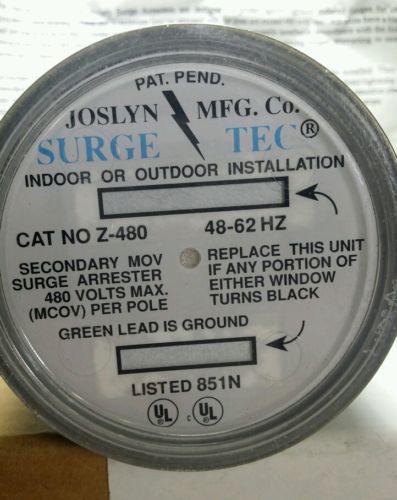 PAT. PEND.
JOSLYN MFG. Co.
SURGE TEC®
INDOOR OR OUTDOOR INSTALLATION
CAT NO Z-480 48-62 HZ
SECONDARY MOV
SURGE ARRESTER
480 VOLTS MAX.
(MCOV) PER POLE
REPLACE THIS UNIT
IF ANY PORTION OF
EITHER WINDOW
TURNS BLACK
GREEN LEAD IS GROUND
LISTED 851N
UL c UL